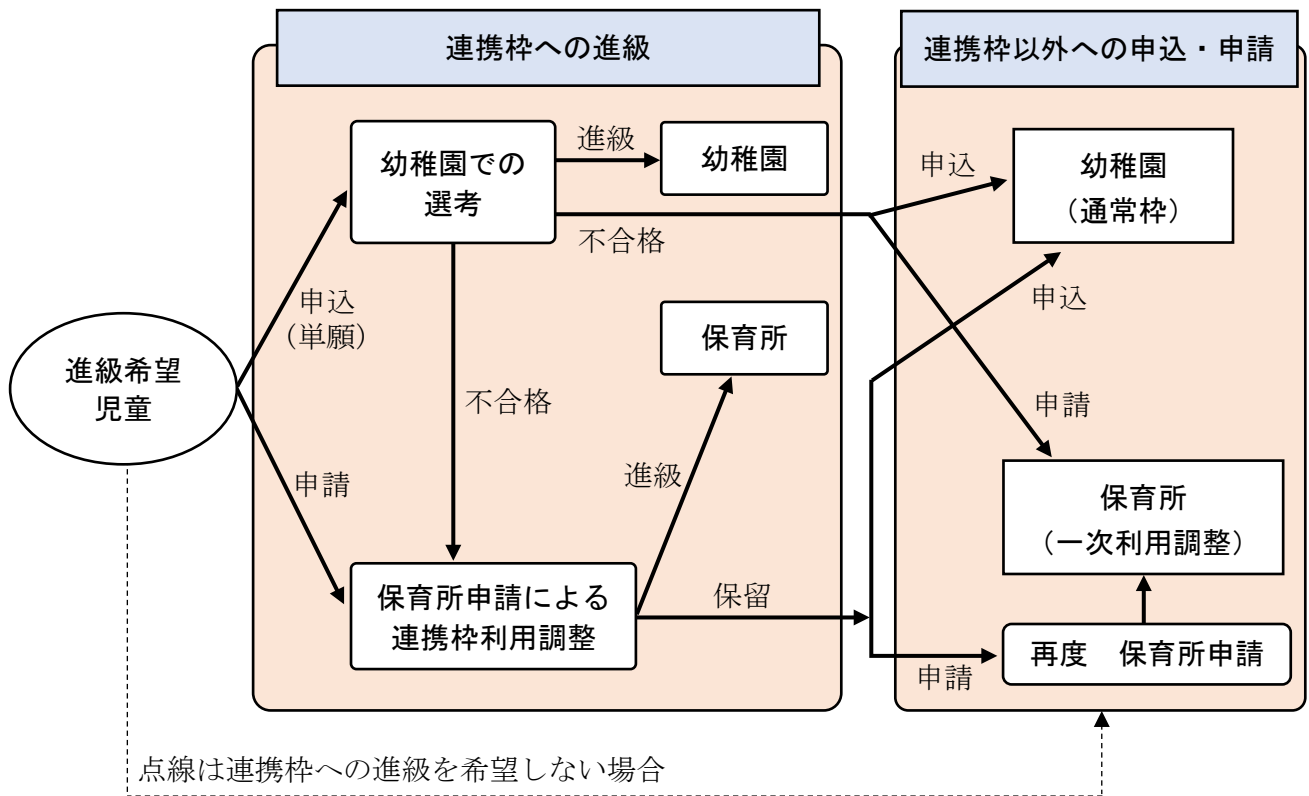 連携枠への進級
連携枠以外への申込・申請
幼稚園での
選考
進級
幼稚園
不合格
申込
幼稚園
（通常枠）
申込
（単願）
申込
進級希望
児童
不合格
保育所
申請
進級
申請
保育所
（一次利用調整）
保育所申請による
連携枠利用調整
保留
再度　保育所申請
申請
点線は連携枠への進級を希望しない場合